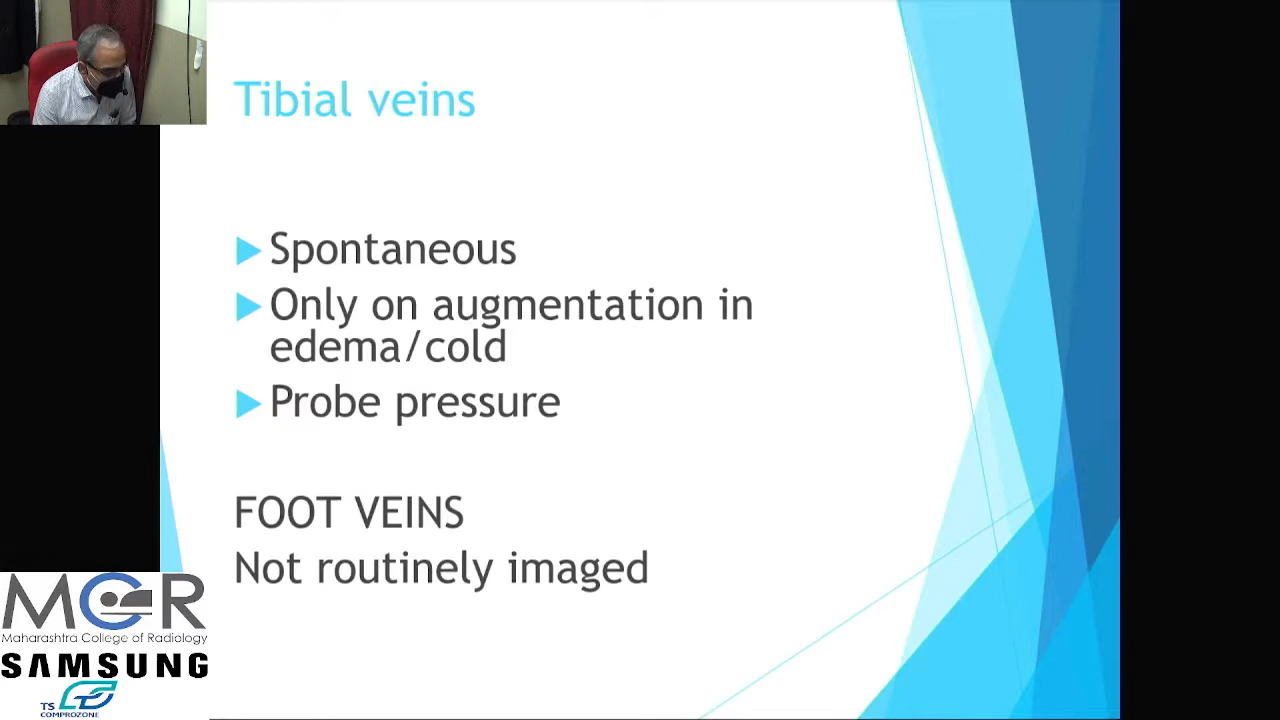 Tibial veins
Spontaneous
Only on augmentation in
edema/cold
Probe pressure
FOOT VEINS
Not routinely imaged
MCR
Maharashtra College of Radiology
SAMSUNG
TS
COMPROZONE